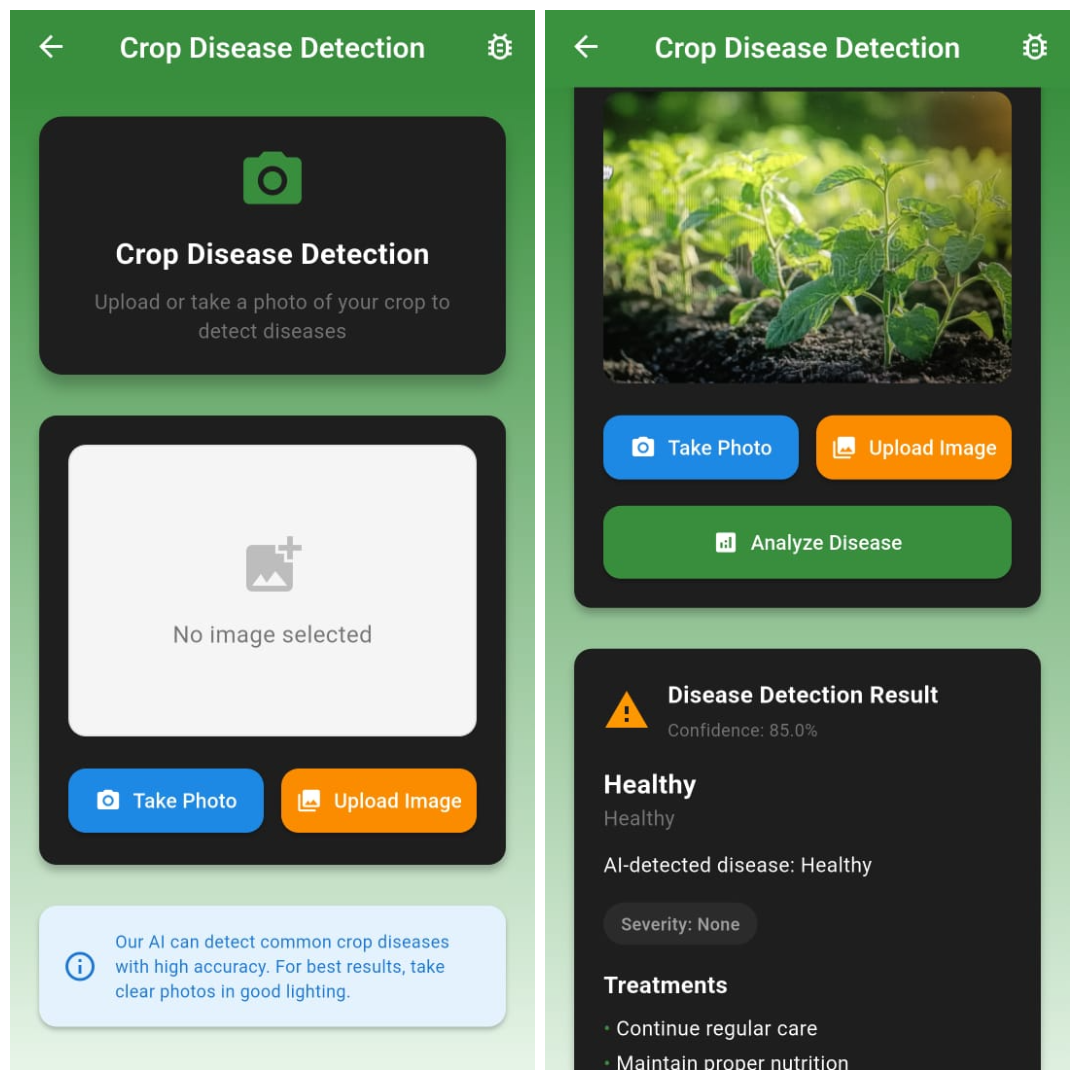 Crop Disease Detection
Crop Disease Detection
Upload or take a photo of your crop to
detect diseases
No image selected
Take Photo
Upload Image
Our AI can detect common crop diseases
with high accuracy. For best results, take
clear photos in good lighting.
Crop Disease Detection
Take Photo
Upload Image
Analyze Disease
Disease Detection Result
Confidence: 85.0%
Healthy
Healthy
AI-detected disease: Healthy
Severity: None
Treatments
• Continue regular care
• Maintain proper nutrition